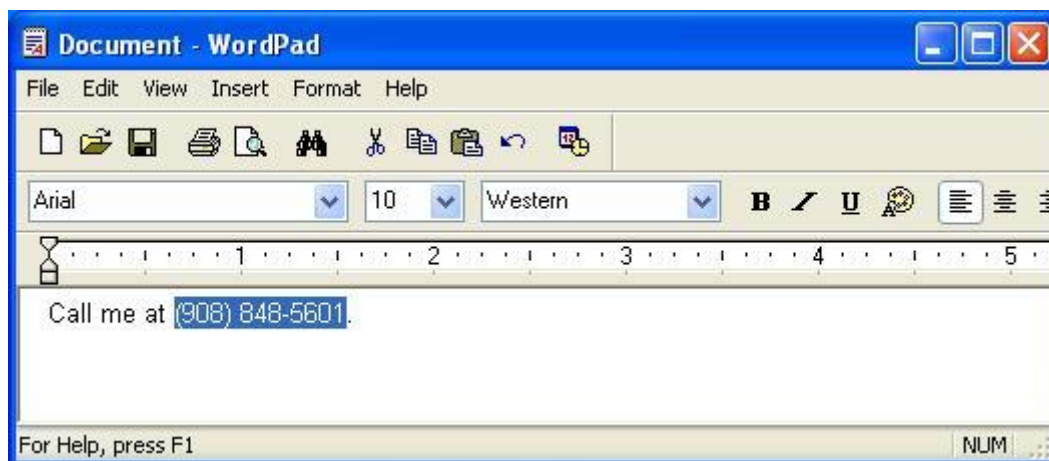 Document - WordPad
File Edit View Insert Format Help
Arial 10 Western B I U
1 2 3 4 5
Call me at (908) 848-5601.
For Help, press F1 NUM